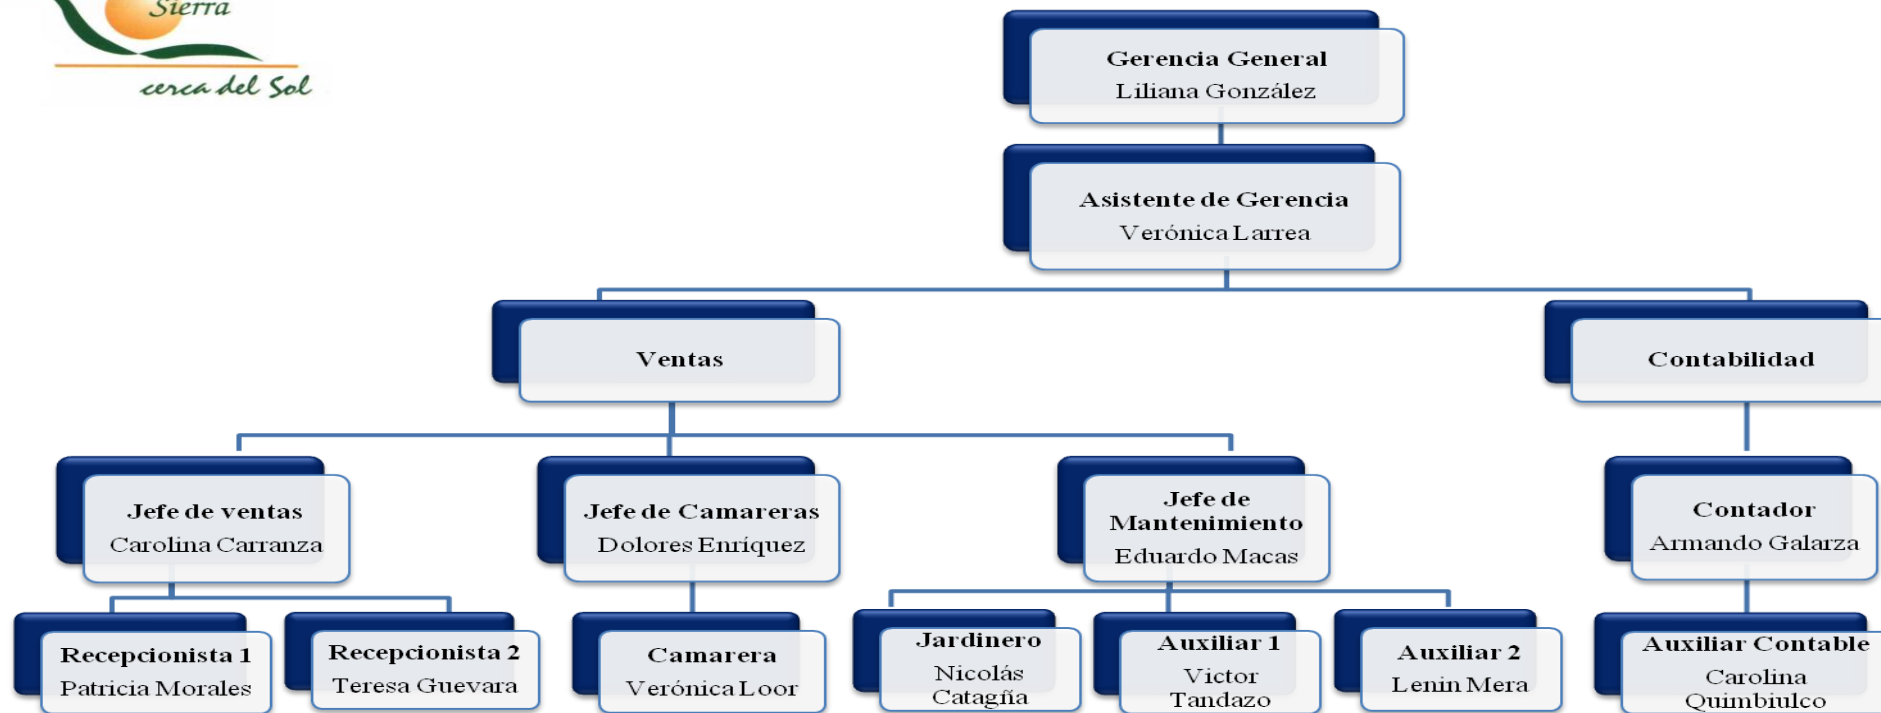 Sierra
cerca del Sol
Gerencia General
Liliana González
Asistente de Gerencia
Verónica Larrea
Ventas
Contabilidad
Jefe de ventas
Carolina Carranza
Jefe de Camareras
Dolores Enríquez
Jefe de
Mantenimiento
Eduardo Macas
Contador
Armando Galarza
Recepcionista 1
Patricia Morales
Recepcionista 2
Teresa Guevara
Camarera
Verónica Loor
Jardinero
Nicolás
Catagña
Auxiliar 1
Victor
Tandazo
Auxiliar 2
Lenin Mera
Auxiliar Contable
Carolina
Quimbiulco